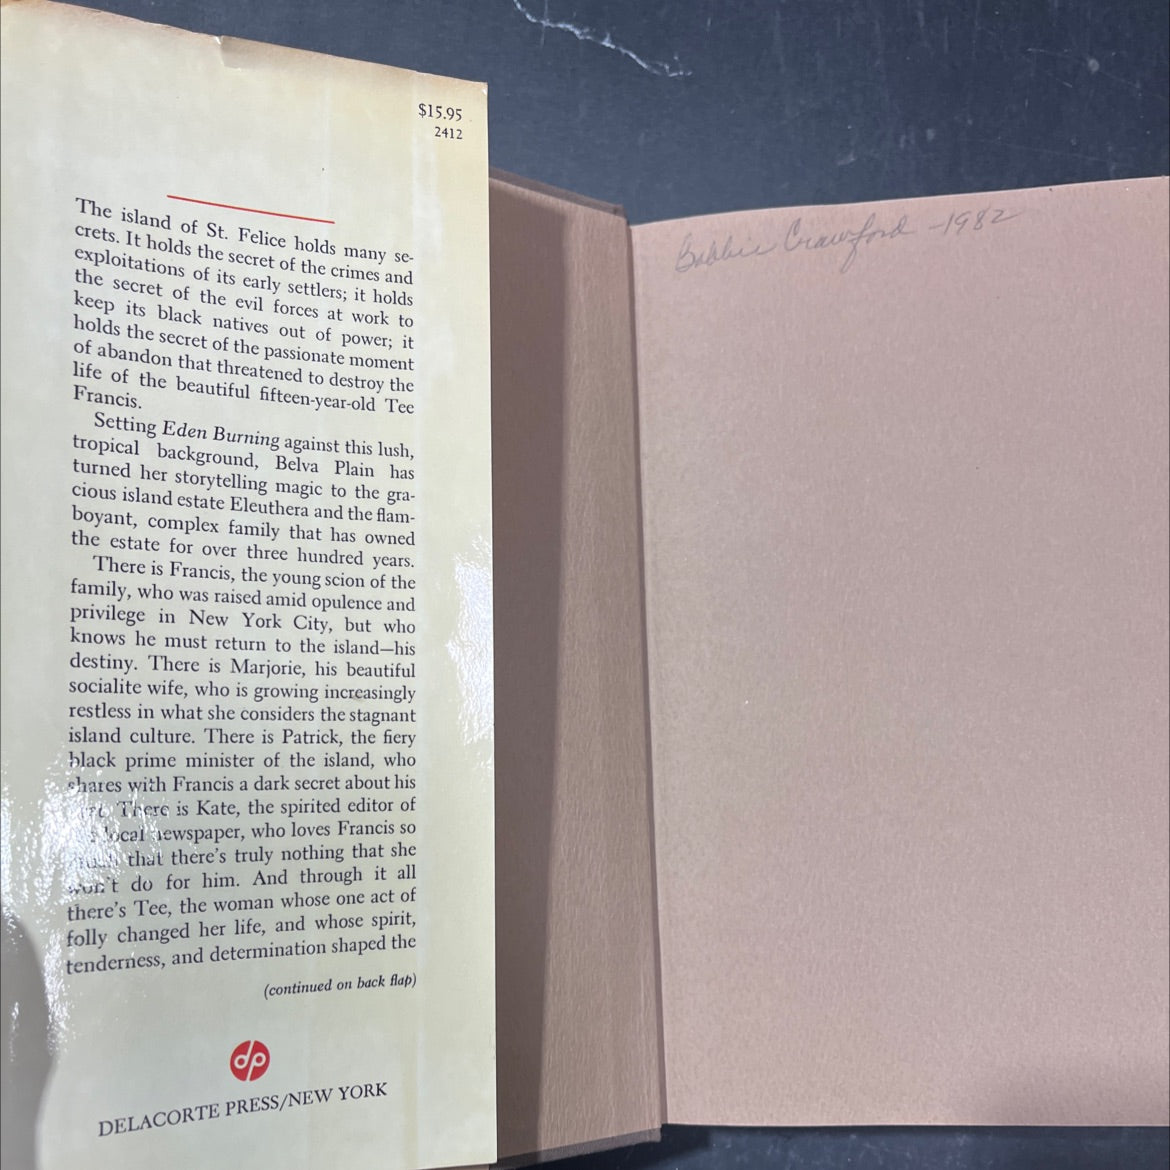 $15.95
2412
The island of St. Felice holds many se-
crets. It holds the secret of the crimes and
exploitations of its early settlers; it holds
the secret of the evil forces at work to
keep its black natives out of power; it
holds the secret of the passionate moment
of abandon that threatened to destroy the
life of the beautiful fifteen-year-old Tee
Francis.
Setting Eden Burning against this lush,
tropical background, Belva Plain has
turned her storytelling magic to the gra-
cious island estate Eleuthera and the flam-
boyant, complex family that has owned
the estate for over three hundred years.
There is Francis, the young scion of the
family, who was raised amid opulence and
privilege in New York City, but who
knows he must return to the island—his
destiny. There is Marjorie, his beautiful
socialite wife, who is growing increasingly
restless in what she considers the stagnant
island culture. There is Patrick, the fiery
black prime minister of the island, who
shares with Francis a dark secret about his
There is Kate, the spirited editor of
local newspaper, who loves Francis so
that there's truly nothing that she
won't do for him. And through it all
there's Tee, the woman whose one act of
folly changed her life, and whose spirit,
tenderness, and determination shaped the
(continued on back flap)
dp
DELACORTE PRESS/NEW YORK
Bobbie Crawford -1982